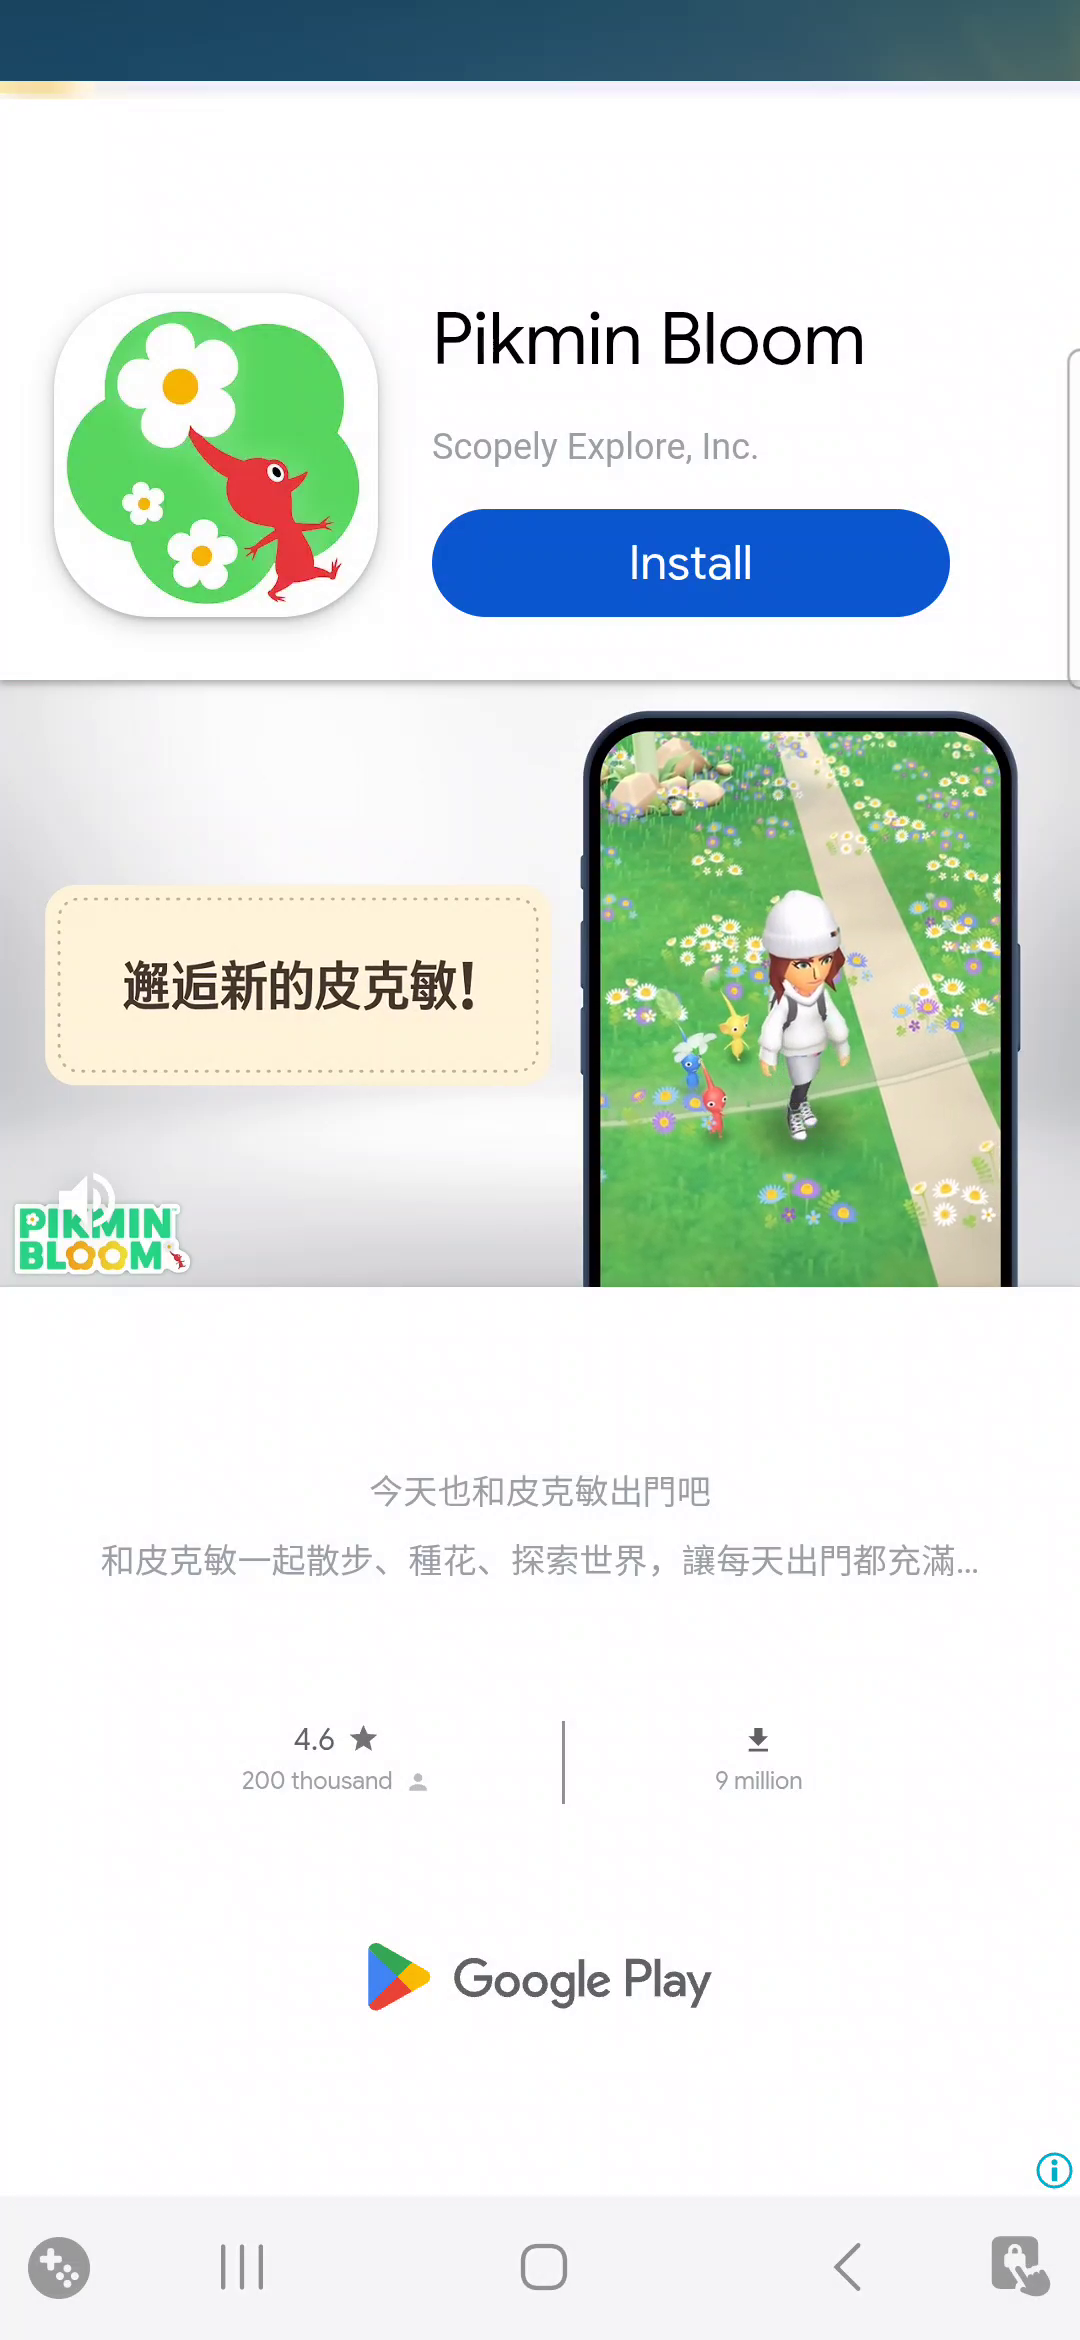 Pikmin Bloom
Scopely Explore, Inc.
Install
邂逅新的皮克敏!
PIKMIN
BLOOM
今天也和皮克敏出門吧
和皮克敏一起散步、種花、探索世界，讓每天出門都充滿...
4.6
200 thousand
9 million
Google Play